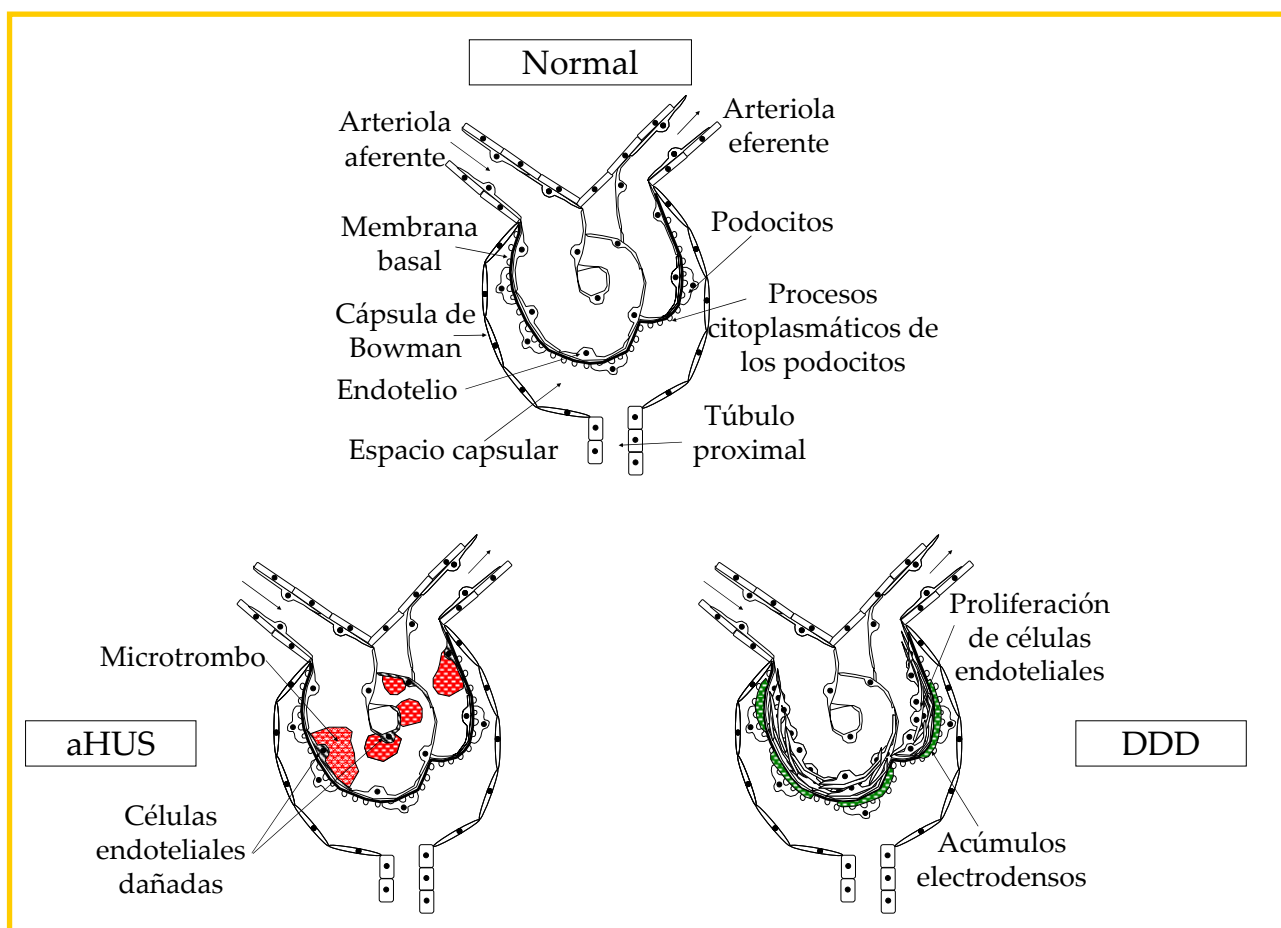 Normal
Arteriola
aferente
Arteriola
eferente
Membrana
basal
Podocitos
Cápsula de
Bowman
Procesos
citoplasmáticos de
los podocitos
Endotelio
Espacio capsular
Túbulo
proximal
Microtrombo
aHUS
Células
endoteliales
dañadas
Proliferación
de células
endoteliales
DDD
Acúmulos
electrodensos